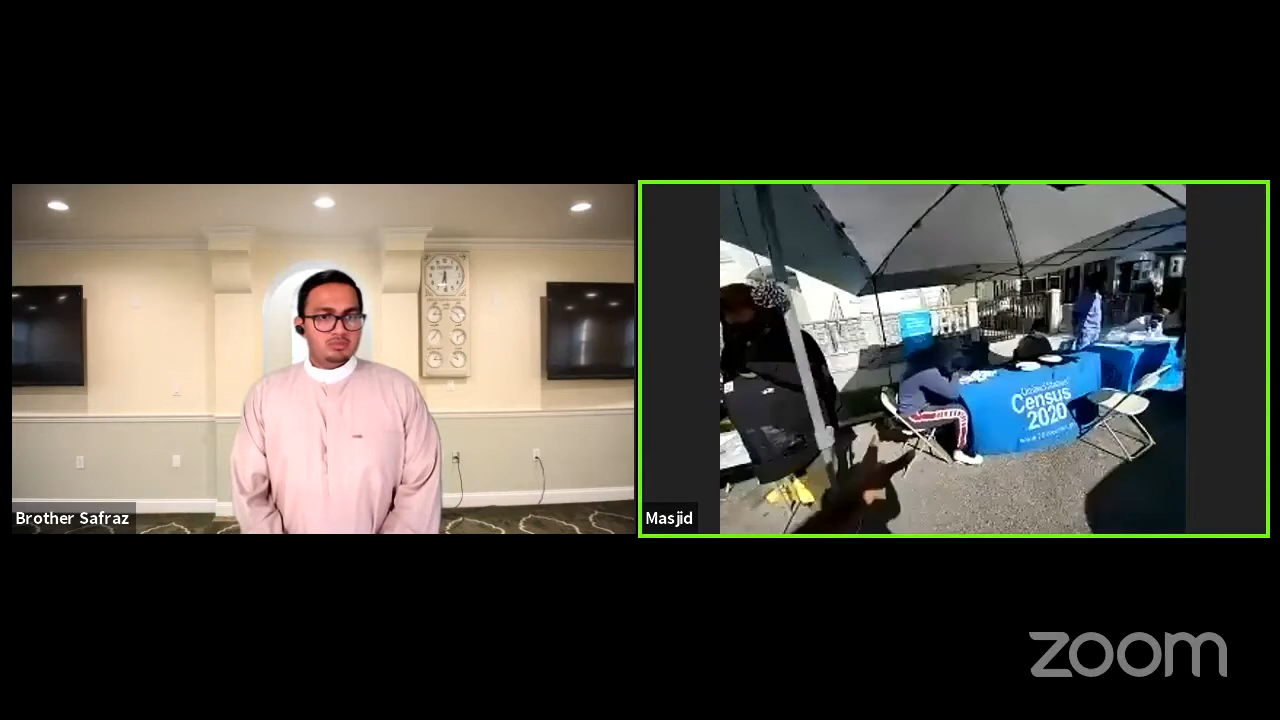 Brother Safraz
Masjid
United States
Census
2020
zoom